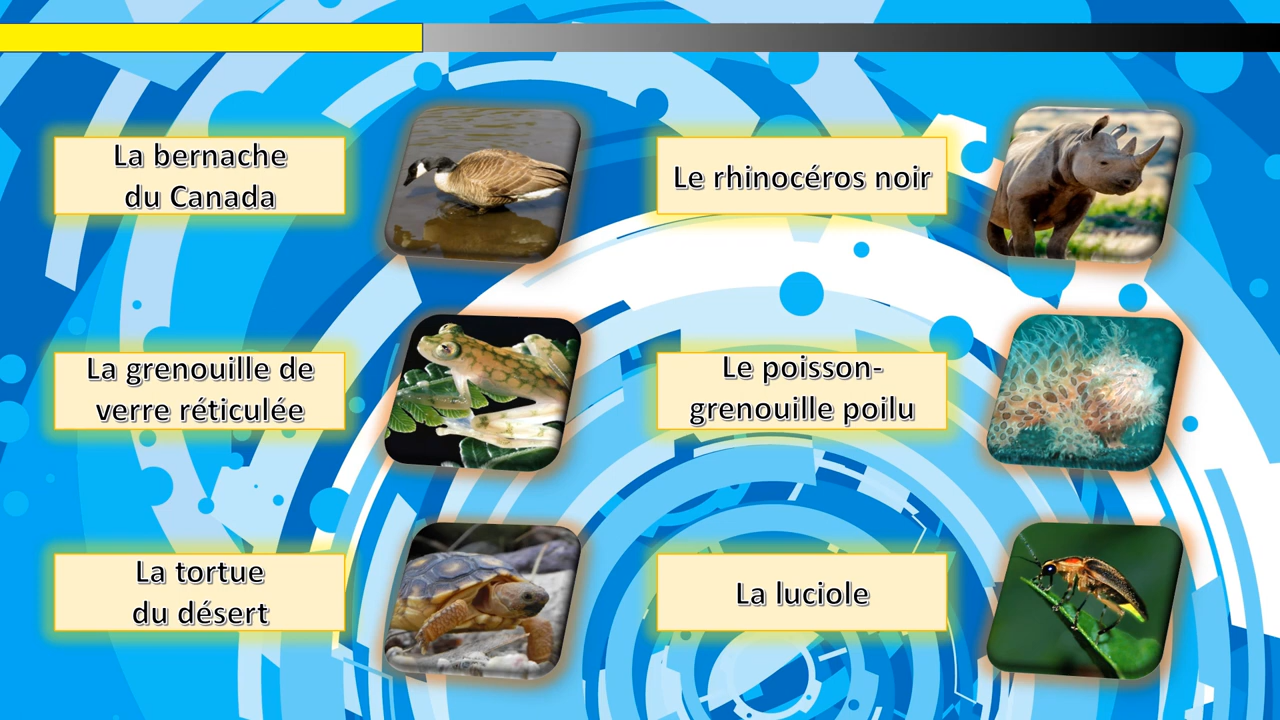 La bernache
du Canada
Le rhinocéros noir
La grenouille de
verre réticulée
Le poisson-
grenouille poilu
La tortue
du désert
La luciole